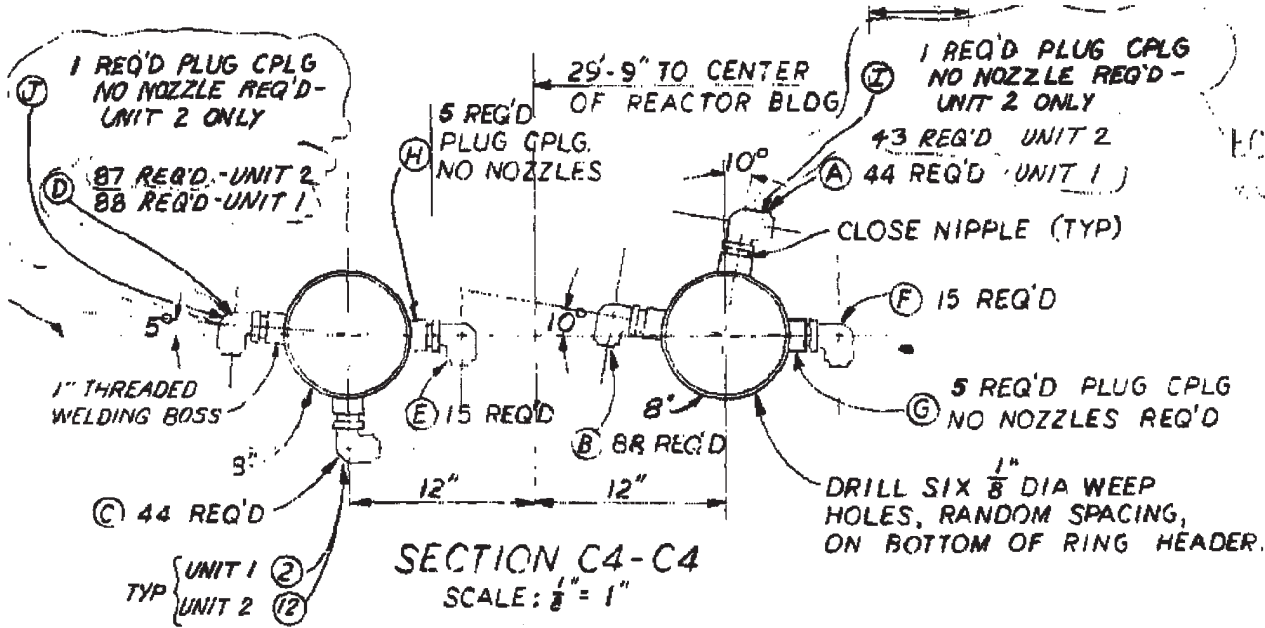 J
1 REQ'D PLUG CPLG
NO NOZZLE REQ'D-
UNIT 2 ONLY
D
87 REQ'D.-UNIT 2
88 REQ'D-UNIT 1
H
5 REQ'D
PLUG CPLG.
NO NOZZLES
29'-9" TO CENTER
OF REACTOR BLDG
I
1 REQ'D PLUG CPLG
NO NOZZLE REQ'D-
UNIT 2 ONLY
43 REQ'D UNIT 2
A 44 REQ'D UNIT 1
10°
CLOSE NIPPLE (TYP)
F 15 REQ'D
5°
10°
1" THREADED
WELDING BOSS
E 15 REQ'D
B 88 REQ'D
8"
G
5 REQ'D PLUG CPLG
NO NOZZLES REQ'D
8"
12"
12"
C 44 REQ'D
DRILL SIX 1/8" DIA WEEP
HOLES, RANDOM SPACING,
ON BOTTOM OF RING HEADER.
TYP { UNIT 1 2
UNIT 2 12
SECTION C4-C4
SCALE: 1/8" = 1"